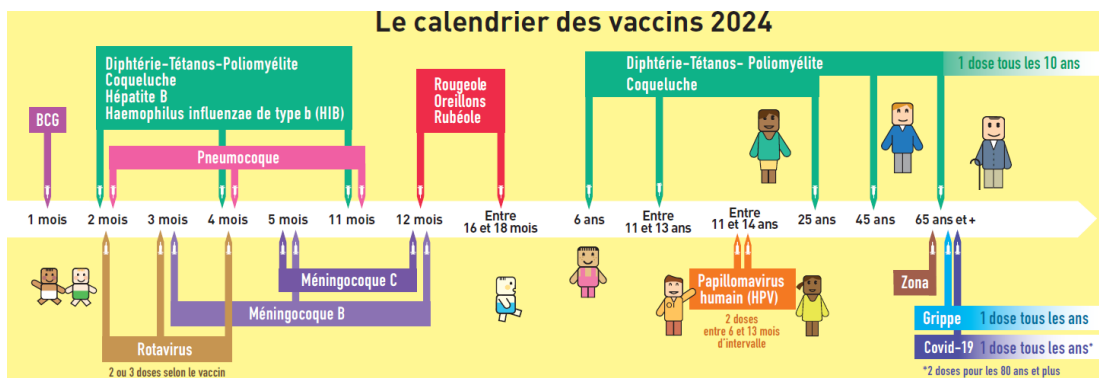 Le calendrier des vaccins 2024
BCG
Diphtérie-Tétanos-Poliomyélite
Coqueluche
Hépatite B
Haemophilus influenzae de type b (HIB)
Pneumocoque
Rougeole
Oreillons
Rubéole
Diphtérie-Tétanos- Poliomyélite
Coqueluche
1 dose tous les 10 ans
1 mois
2 mois
3 mois
4 mois
5 mois
11 mois
12 mois
Entre
16 et 18 mois
6 ans
Entre
11 et 13 ans
Entre
11 et 14 ans
25 ans
45 ans
65 ans et +
Méningocoque C
Méningocoque B
Rotavirus
2 ou 3 doses selon le vaccin
Papillomavirus
humain (HPV)
2 doses
entre 6 et 13 mois
d'intervalle
Zona
Grippe 1 dose tous les ans
Covid-19 1 dose tous les ans*
*2 doses pour les 80 ans et plus